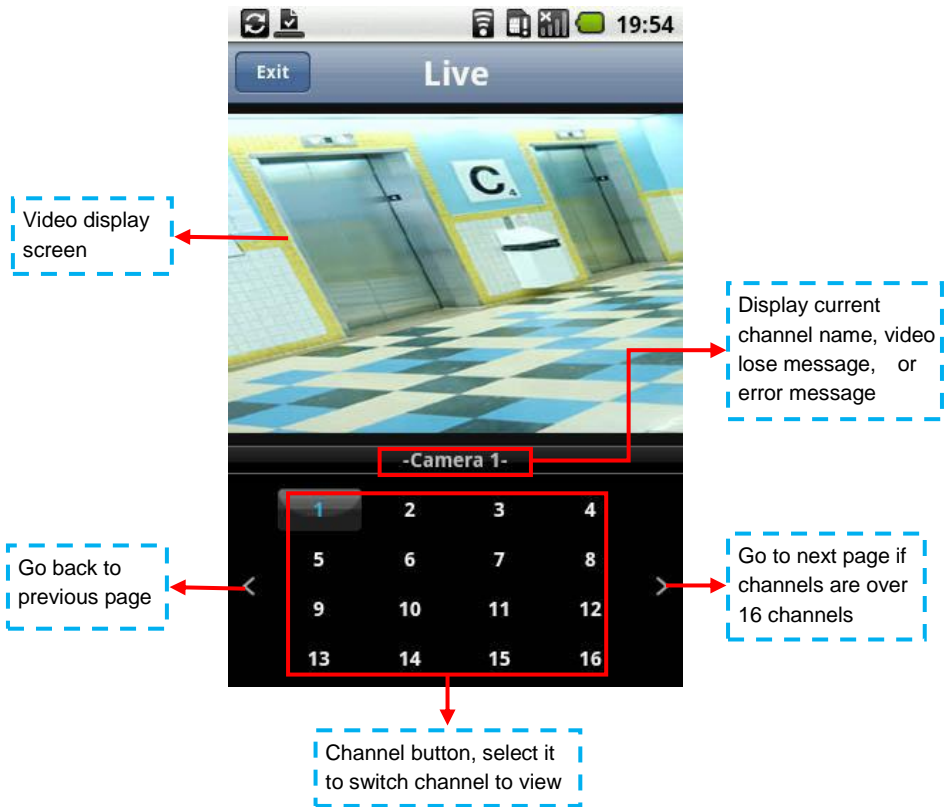 19:54
Exit
Live
C
4
Video display
screen
Display current
channel name, video
lose message, or
error message
-Camera 1-
1 2 3 4
5 6 7 8
9 10 11 12
13 14 15 16
Go back to
previous page
<
>
Go to next page if
channels are over
16 channels
Channel button, select it
to switch channel to view